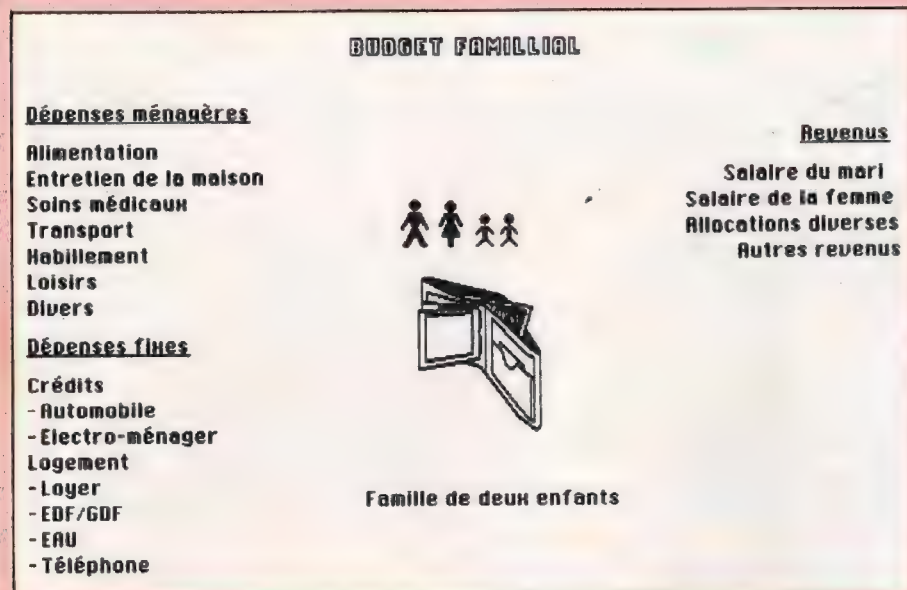 BUDGET FAMILLIAL
Dépenses ménagères
Alimentation
Entretien de la maison
Soins médicaux
Transport
Habillement
Loisirs
Divers
Dépenses fixes
Crédits
- Automobile
- Electro-ménager
Logement
- Loyer
- EDF/GDF
- EAU
- Téléphone
Revenus
Salaire du mari
Salaire de la femme
Allocations diverses
Autres revenus
Famille de deux enfants